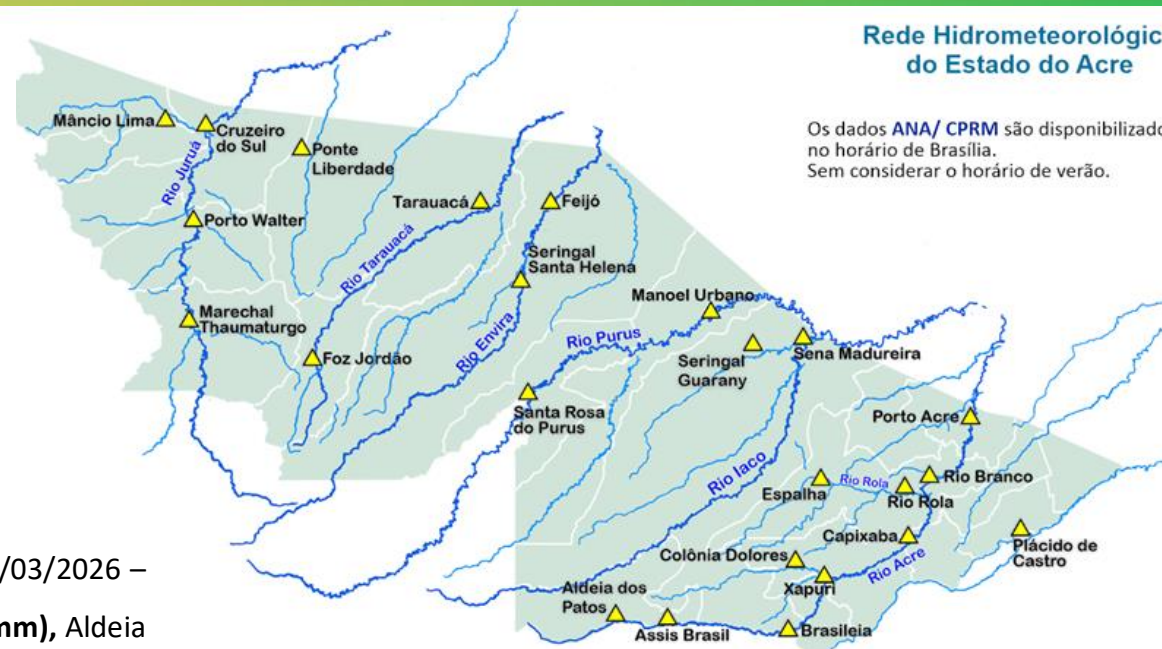 Rede Hidrometeorológic
do Estado do Acre
Os dados ANA/ CPRM são disponibilizado
no horário de Brasília.
Sem considerar o horário de verão.
Mâncio Lima
Cruzeiro
do Sul
Ponte
Liberdade
Rio Juruá
Tarauacá
Feijó
Porto Walter
Rio Tarauacá
Seringal
Santa Helena
Manoel Urbano
Marechal
Thaumaturgo
Rio Envira
Rio Purus
Foz Jordão
Seringal
Guarany
Sena Madureira
Santa Rosa
do Purus
Porto Acre
Rio Iaco
Espalha
Rio Rola
Rio Rola
Rio Branco
Capixaba
Plácido de
Castro
Colônia Dolores
Rio Acre
Xapuri
Aldeia dos
Patos
Assis Brasil
Brasileia
/03/2026 –
mm), Aldeia